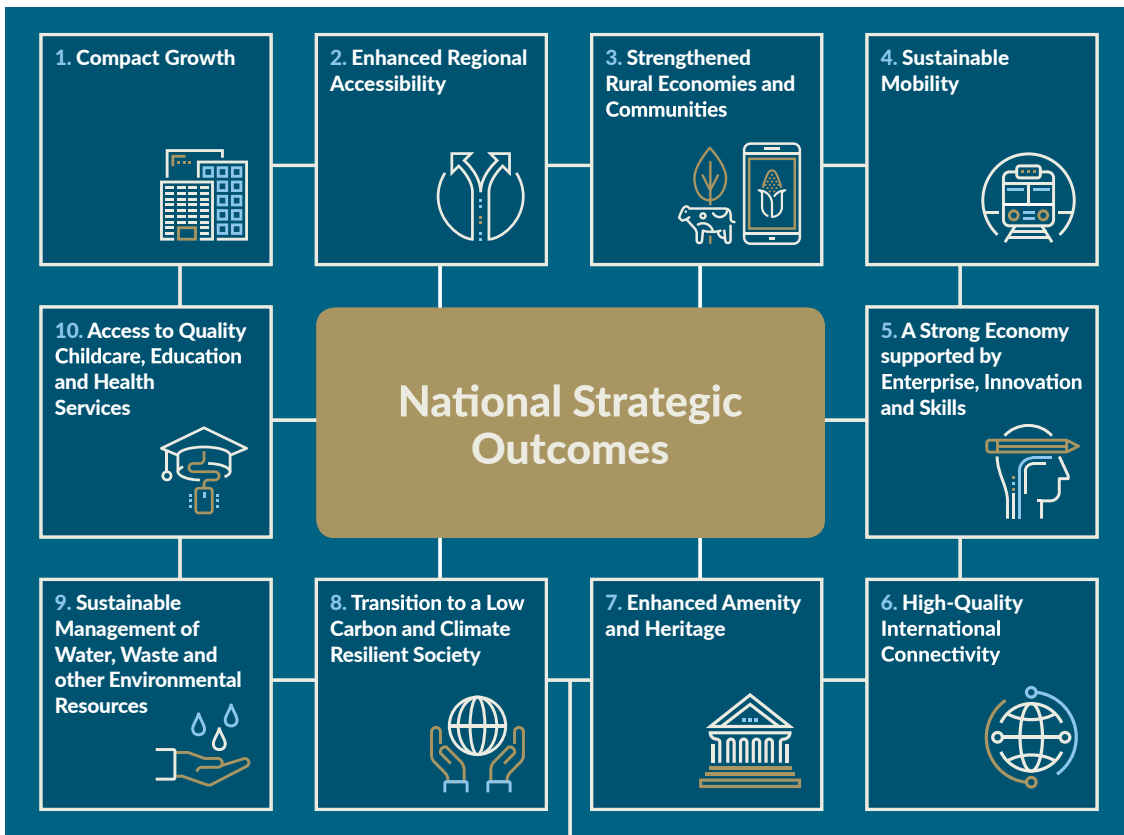 1. Compact Growth
2. Enhanced Regional
Accessibility
3. Strengthened
Rural Economies and
Communities
4. Sustainable
Mobility
10. Access to Quality
Childcare, Education
and Health
Services
National Strategic
Outcomes
5. A Strong Economy
supported by
Enterprise, Innovation
and Skills
9. Sustainable
Management of
Water, Waste and
other Environmental
Resources
8. Transition to a Low
Carbon and Climate
Resilient Society
7. Enhanced Amenity
and Heritage
6. High-Quality
International
Connectivity